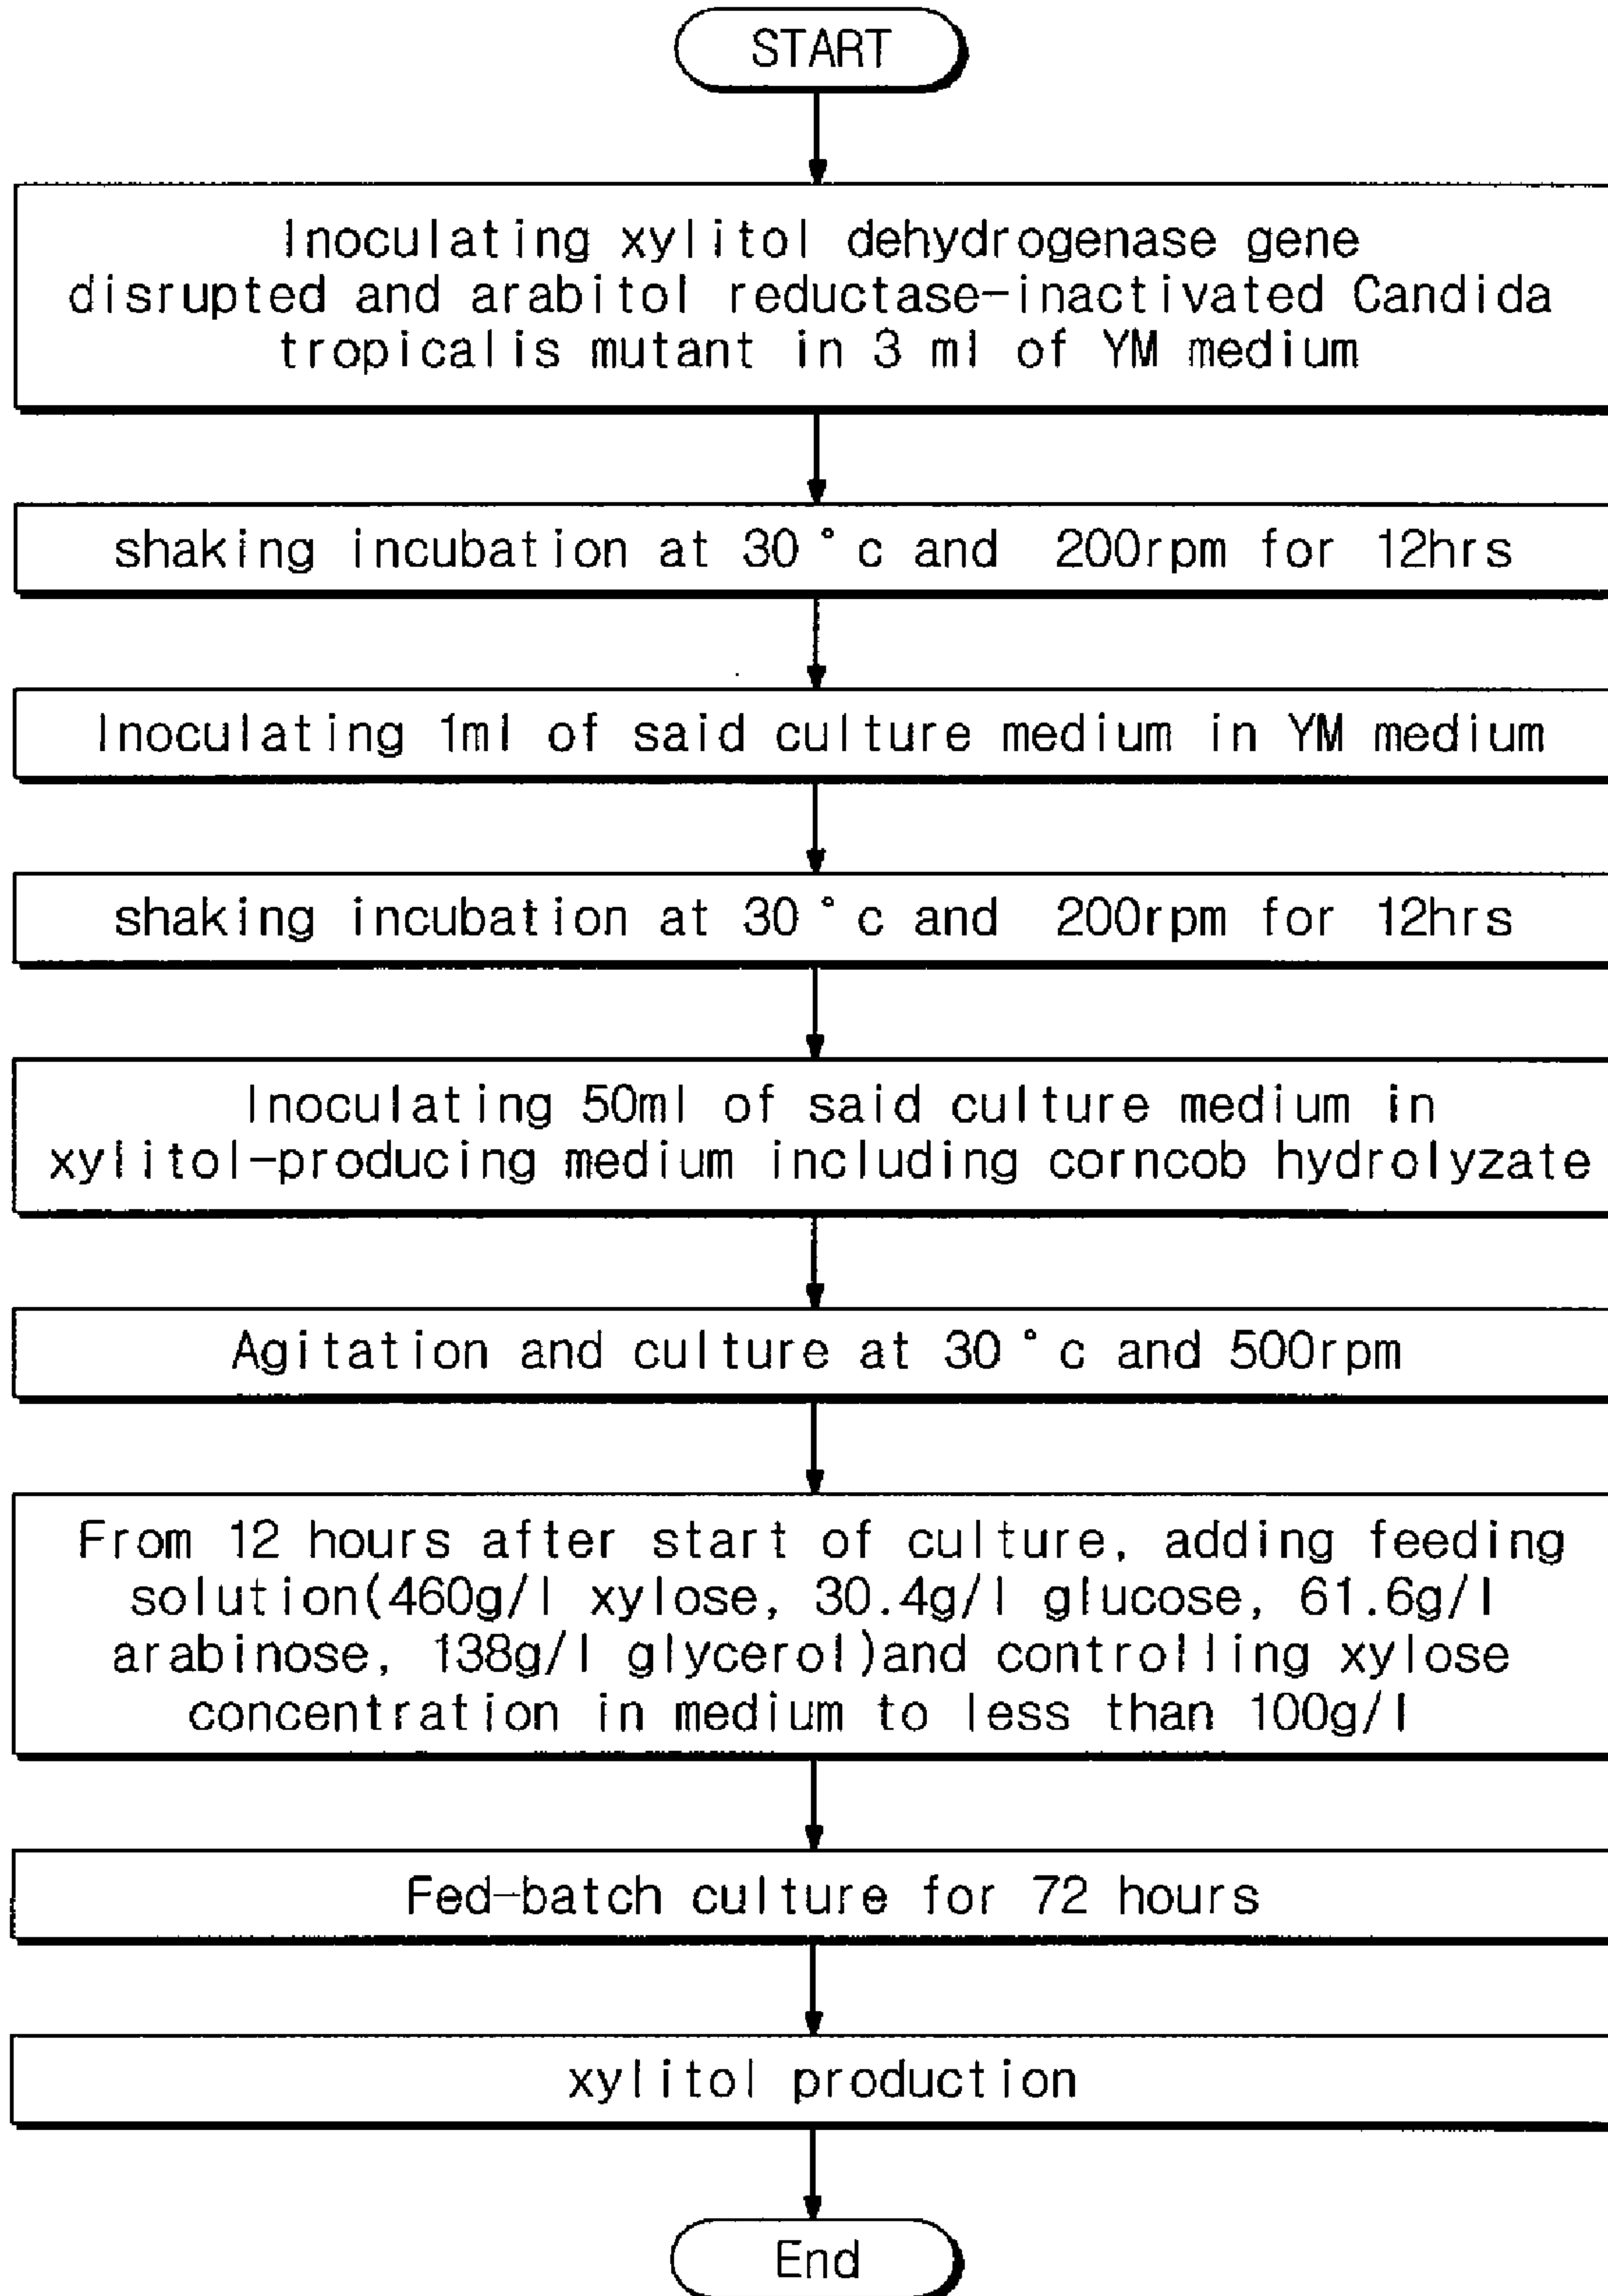 START
Inoculating xylitol dehydrogenase gene
disrupted and arabitol reductase-inactivated Candida
tropicalis mutant in 3 ml of YM medium
shaking incubation at 30°c and 200rpm for 12hrs
Inoculating 1ml of said culture medium in YM medium
shaking incubation at 30°c and 200rpm for 12hrs
Inoculating 50ml of said culture medium in
xylitol-producing medium including corncob hydrolyzate
Agitation and culture at 30°c and 500rpm
From 12 hours after start of culture, adding feeding
solution(460g/l xylose, 30.4g/l glucose, 61.6g/l
arabinose, 138g/l glycerol)and controlling xylose
concentration in medium to less than 100g/l
Fed-batch culture for 72 hours
xylitol production
End